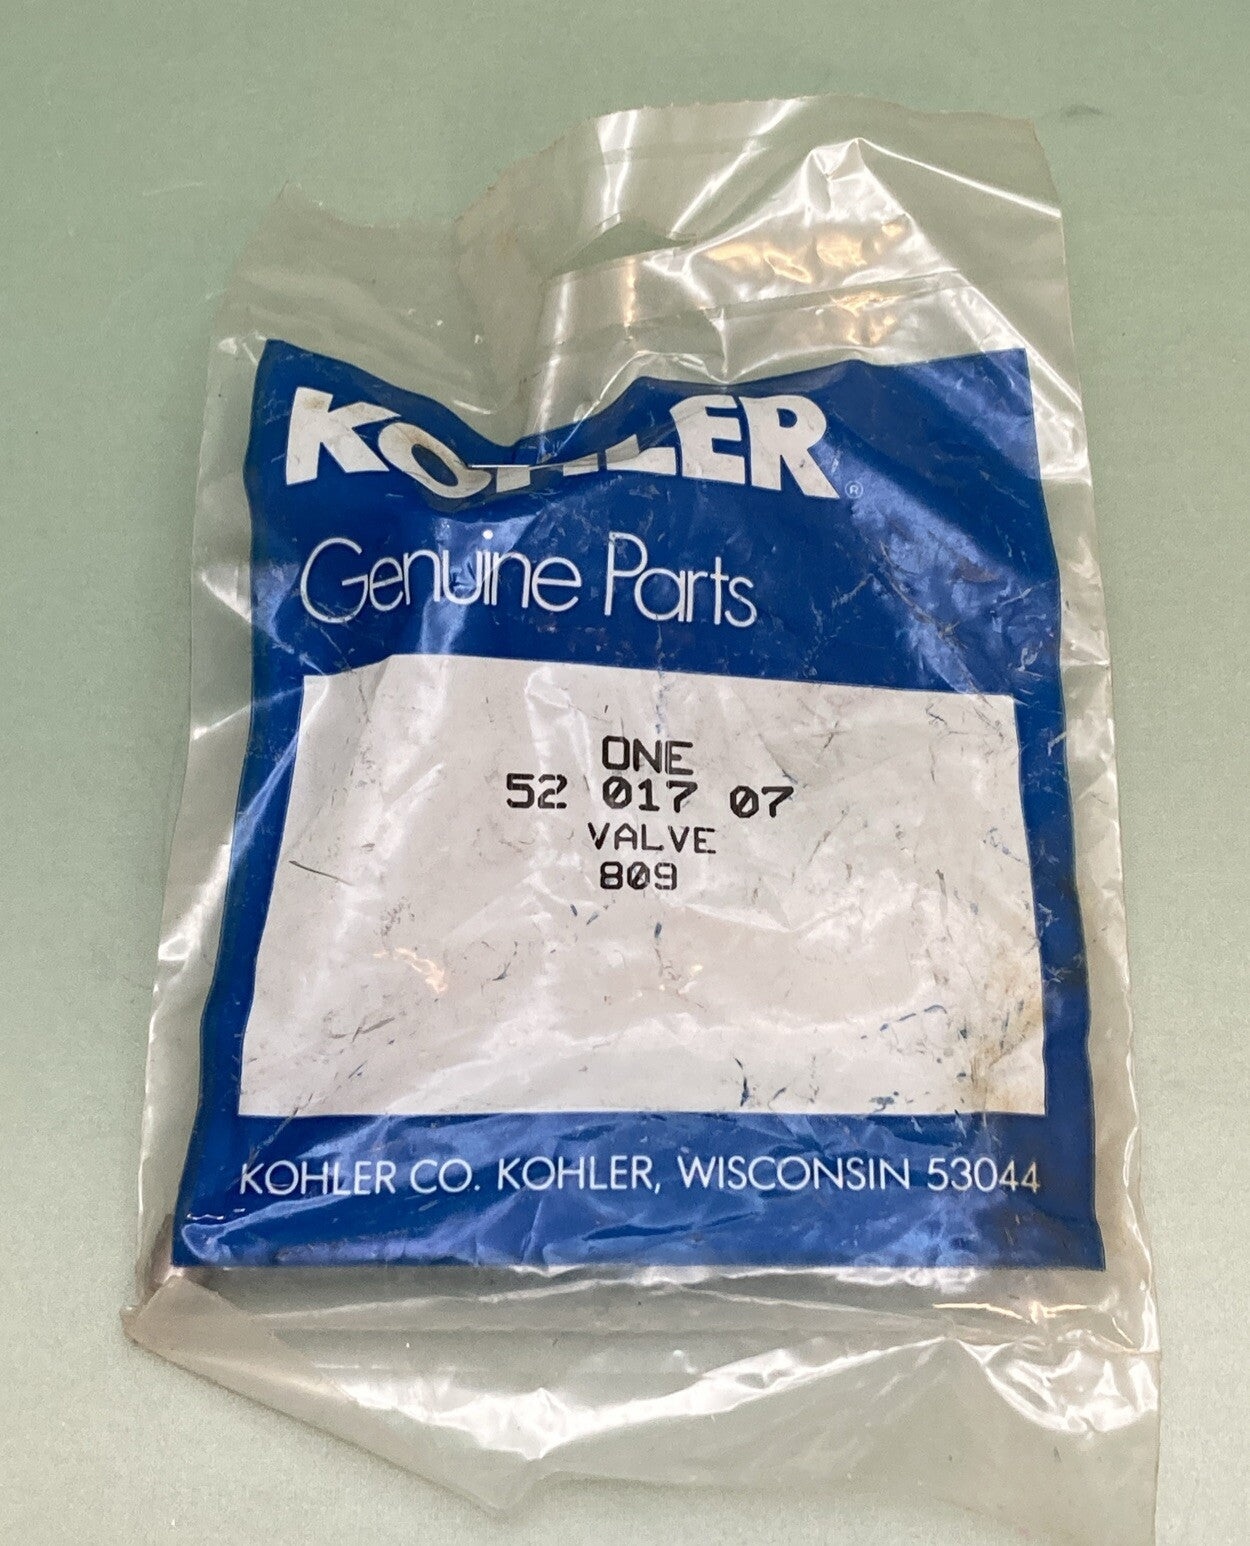 KOHLER®
Genuine Parts
ONE
52 017 07
VALVE
809
KOHLER CO. KOHLER, WISCONSIN 53044